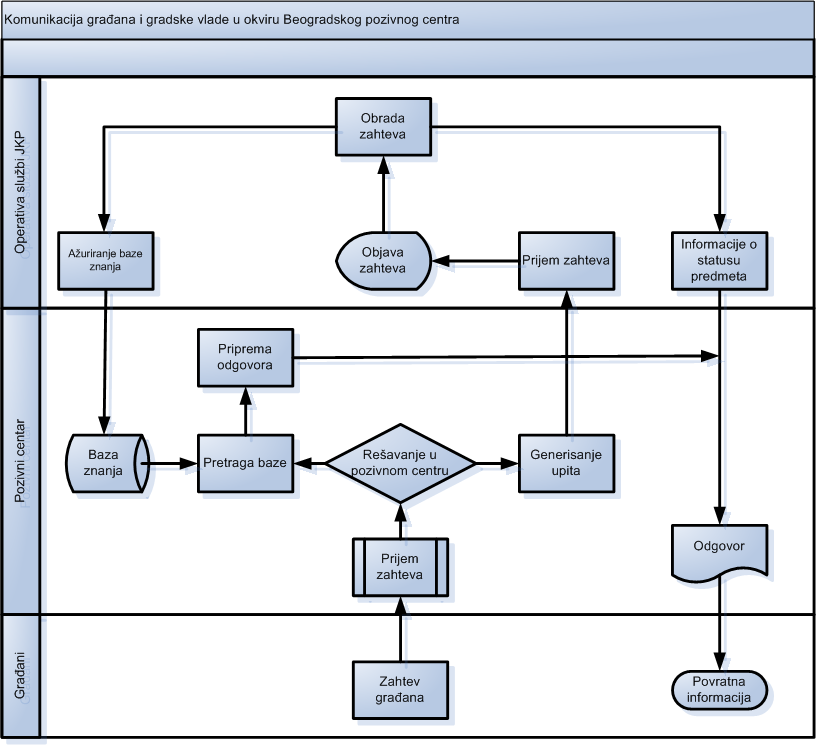 Komunikacija građana i gradske vlade u okviru Beogradskog pozivnog centra
Operativa službi JKP
Obrada
zahteva
Ažuriranje baze
znanja
Objava
zahteva
Prijem zahteva
Informacije o
statusu
predmeta
Pozivni centar
Priprema
odgovora
Baza
znanja
Pretraga baze
Rešavanje u
pozivnom centru
Generisanje
upita
Prijem
zahteva
Odgovor
Građani
Zahtev
građana
Povratna
informacija